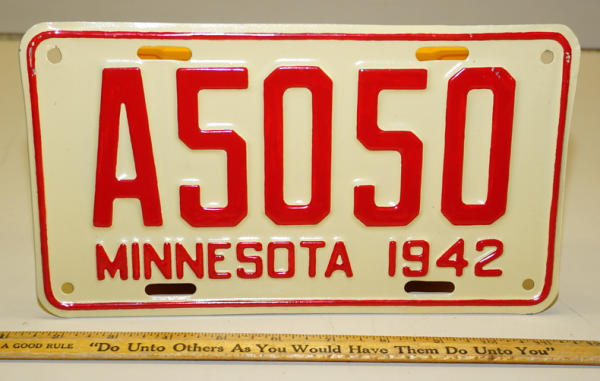 A5050
MINNESOTA 1942
A GOOD RULE "Do Unto Others As You Would Have Them Do Unto You"